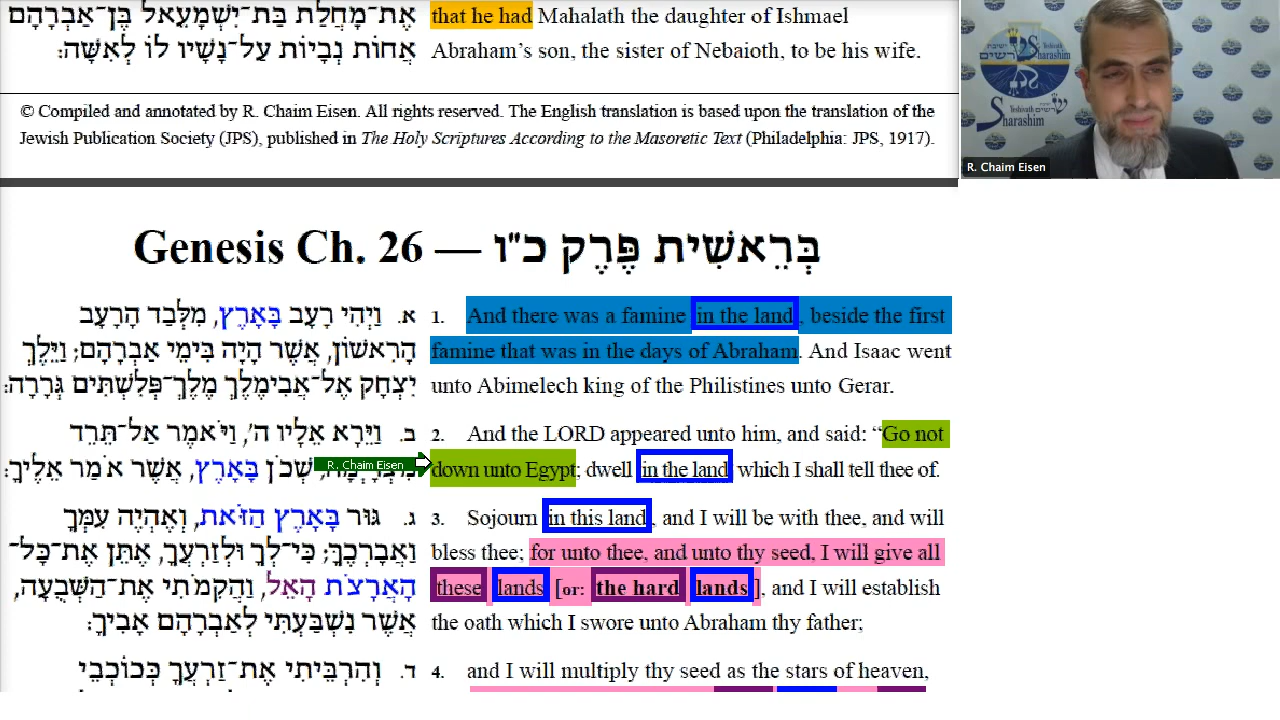 אֶת־מָחֲלַת בַּת־יִשְׁמָעֵאל בֶּן־אַבְרָהָם
אֲחוֹת נְבָיוֹת עַל־נָשָׁיו לוֹ לְאִשָּׁה:
that he had Mahalath the daughter of Ishmael
Abraham’s son, the sister of Nebaioth, to be his wife.
© Compiled and annotated by R. Chaim Eisen. All rights reserved. The English translation is based upon the translation of the
Jewish Publication Society (JPS), published in The Holy Scriptures According to the Masoretic Text (Philadelphia: JPS, 1917).
Genesis Ch. 26 — בְּרֵאשִׁית פֶּרֶק כ"ו
א. וַיְהִי רָעָב בָּאָרֶץ, מִלְּבַד הָרָעָב
הָרִאשׁוֹן, אֲשֶׁר הָיָה בִּימֵי אַבְרָהָם; וַיֵּלֶךְ
יִצְחָק אֶל־אֲבִימֶלֶךְ מֶלֶךְ־פְּלִשְׁתִּים גְּרָרָה:
1. And there was a famine in the land, beside the first
famine that was in the days of Abraham. And Isaac went
unto Abimelech king of the Philistines unto Gerar.
ב. וַיֵּרָא אֵלָיו ה', וַיֹּאמֶר אַל־תֵּרֵד
שְׁכֹן בָּאָרֶץ, אֲשֶׁר אֹמַר אֵלֶיךָ:
2. And the LORD appeared unto him, and said: “Go not
down unto Egypt; dwell in the land which I shall tell thee of.
ג. גּוּר בָּאָרֶץ הַזֹּאת, וְאֶהְיֶה עִמְּךָ
וַאֲבָרְכֶךָּ; כִּי־לְךָ וּלְזַרְעֲךָ, אֶתֵּן אֶת־כָּל־
הָאֲרָצֹת הָאֵל, וַהֲקִמֹתִי אֶת־הַשְּׁבֻעָה,
אֲשֶׁר נִשְׁבַּעְתִּי לְאַבְרָהָם אָבִיךָ:
3. Sojourn in this land, and I will be with thee, and will
bless thee; for unto thee, and unto thy seed, I will give all
these lands [or: the hard lands], and I will establish
the oath which I swore unto Abraham thy father;
ד. וְהִרְבֵּיתִי אֶת־זַרְעֲךָ כְּכוֹכְבֵי
4. and I will multiply thy seed as the stars of heaven,
R. Chaim Eisen
ישיבת
שרשים
Yeshivath
Sharashim
Yeshivath
Sharashim
R. Chaim Eisen